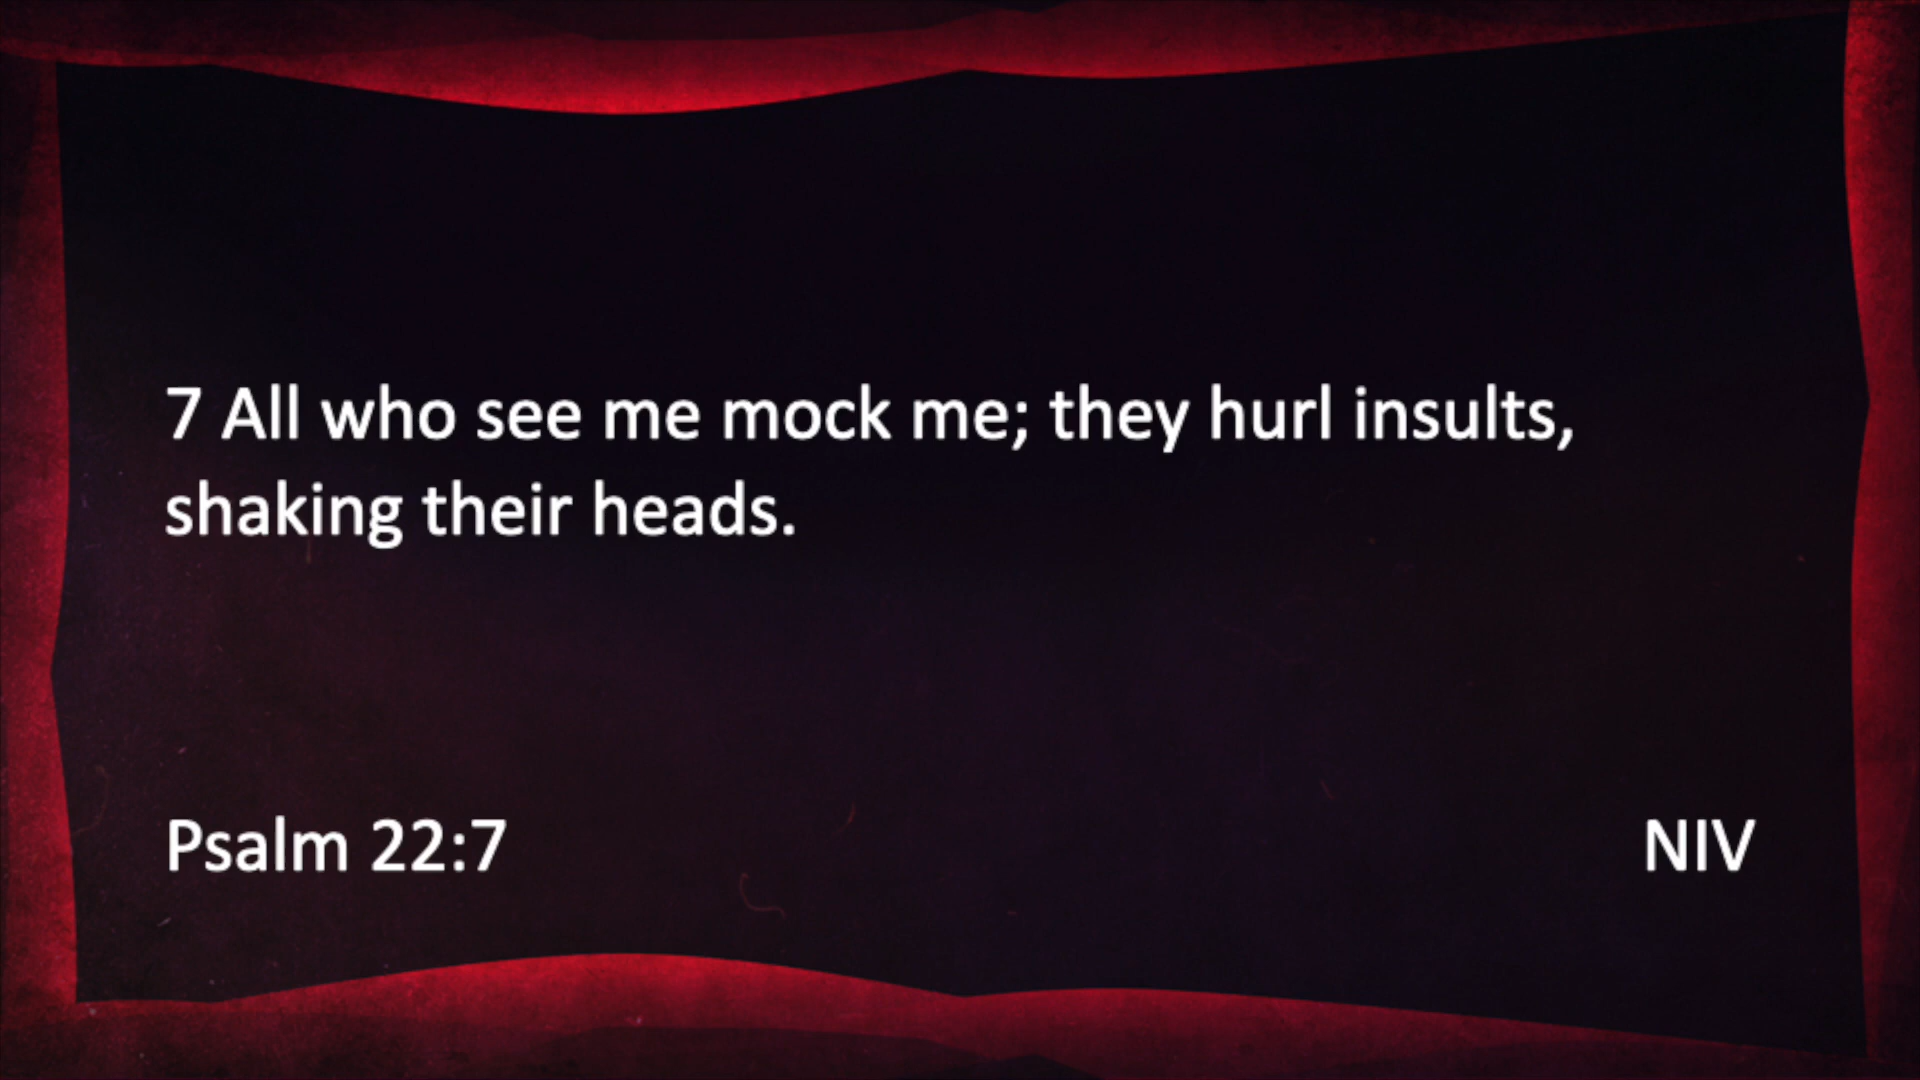 7 All who see me mock me; they hurl insults,
shaking their heads.
Psalm 22:7
NIV